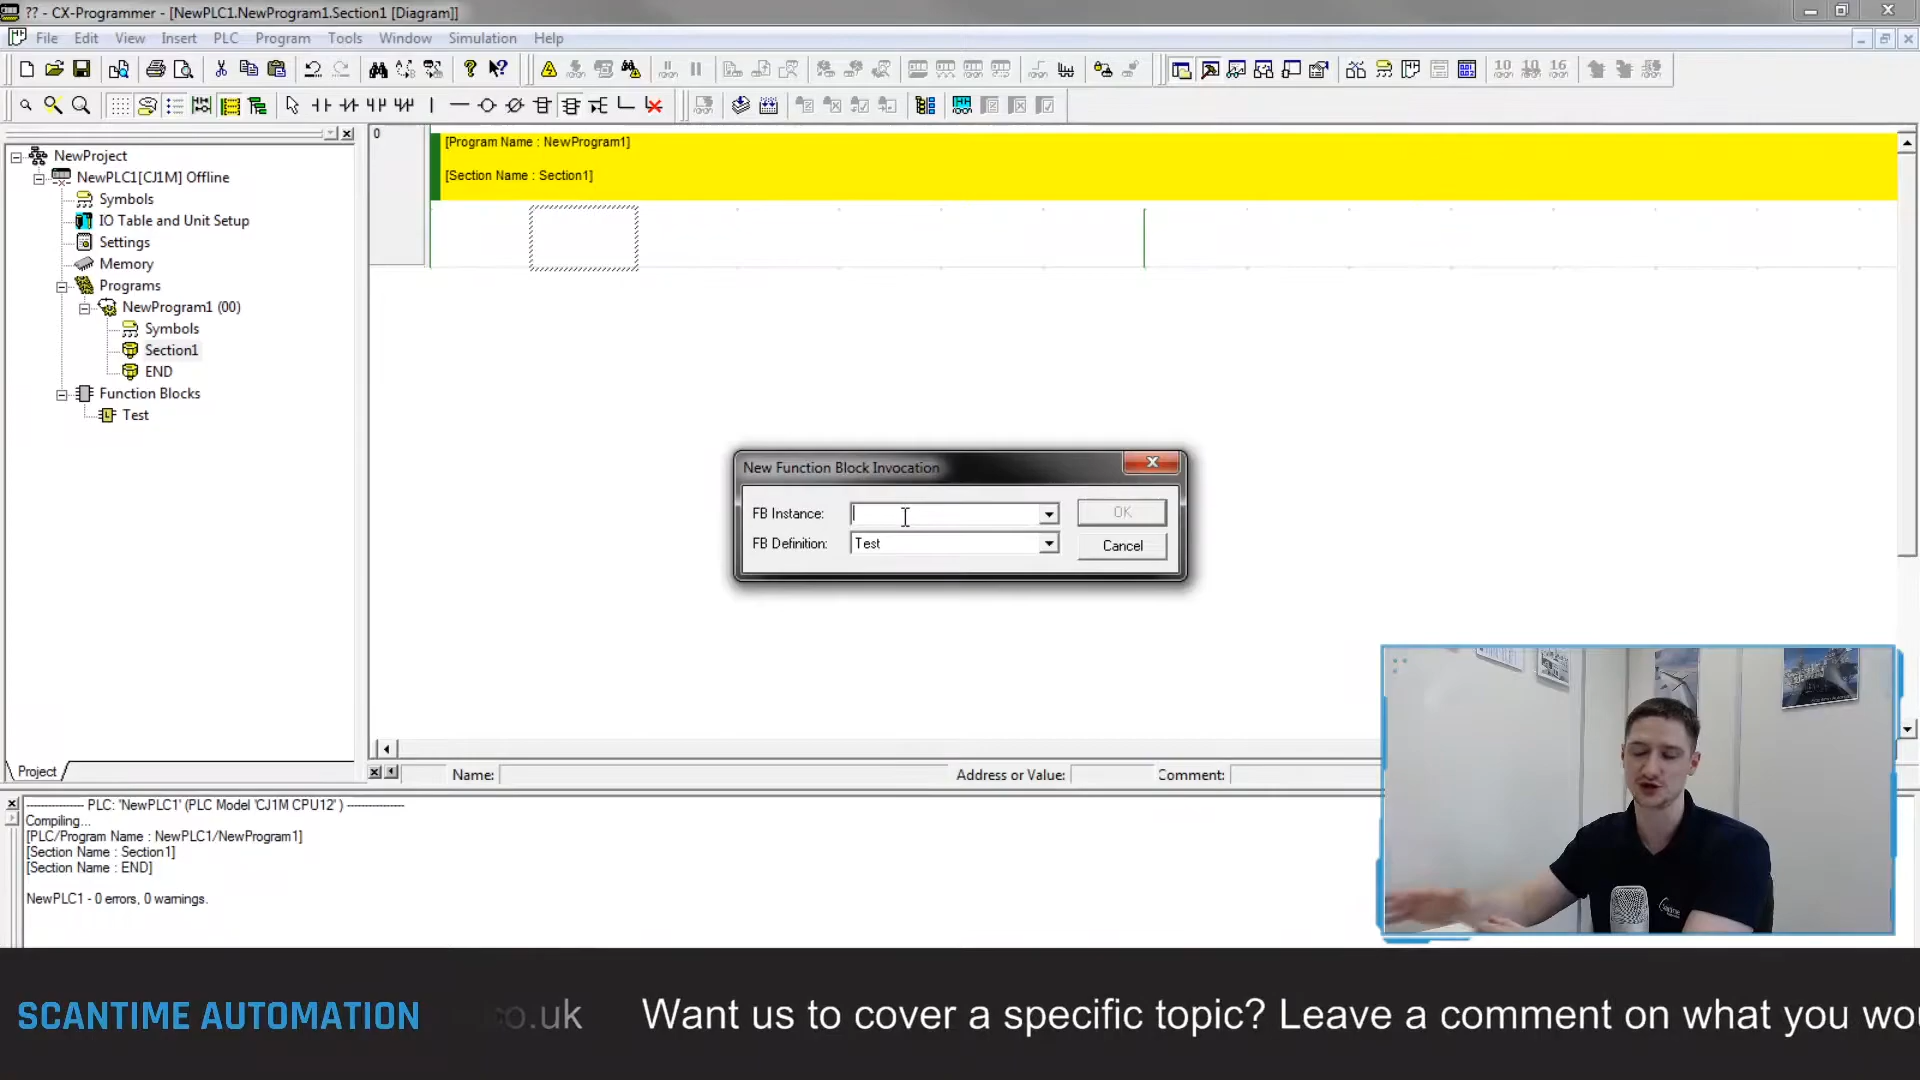 ?? - CX-Programmer - [NewPLC1.NewProgram1.Section1 [Diagram]]
File Edit View Insert PLC Program Tools Window Simulation Help
10 10 16
NewProject
NewPLC1[CJ1M] Offline
Symbols
IO Table and Unit Setup
Settings
Memory
Programs
NewProgram1 (00)
Symbols
Section1
END
Function Blocks
Test
Project
0
[Program Name : NewProgram1]
[Section Name : Section1]
New Function Block Invocation
FB Instance:
OK
FB Definition: Test
Cancel
Name: Address or Value: Comment:
--------------- PLC: 'NewPLC1' (PLC Model 'CJ1M CPU12' ) ---------------
Compiling...
[PLC/Program Name : NewPLC1/NewProgram1]
[Section Name : Section1]
[Section Name : END]
NewPLC1 - 0 errors, 0 warnings.
SCANTIME AUTOMATION co.uk Want us to cover a specific topic? Leave a comment on what you wo